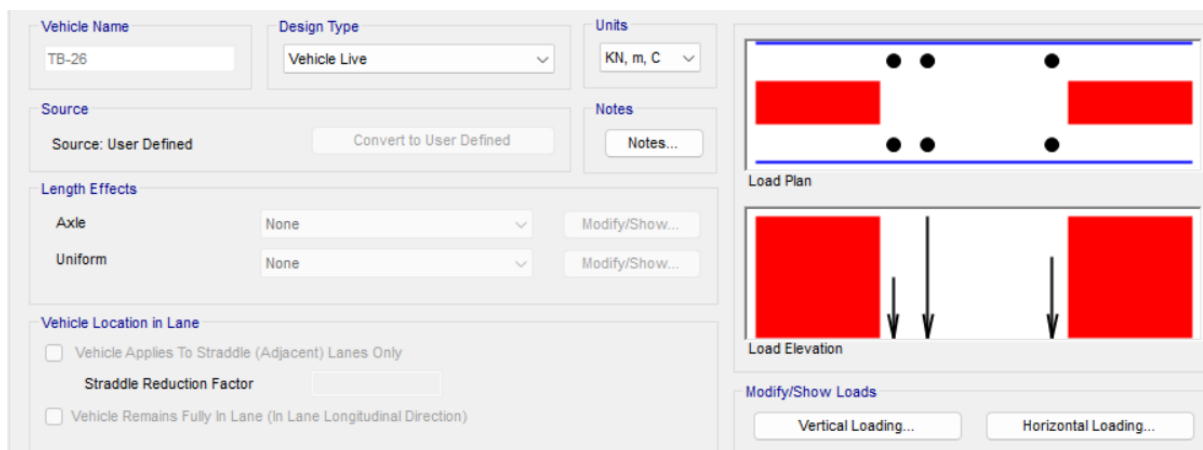 Vehicle Name
TB-26
Design Type
Vehicle Live
Units
KN, m, C
Source
Source: User Defined
Convert to User Defined
Notes
Notes...
Length Effects
Axle
None
Modify/Show...
Uniform
None
Modify/Show...
Vehicle Location in Lane
Vehicle Applies To Straddle (Adjacent) Lanes Only
Straddle Reduction Factor
Vehicle Remains Fully In Lane (In Lane Longitudinal Direction)
Load Plan
Load Elevation
Modify/Show Loads
Vertical Loading...
Horizontal Loading...